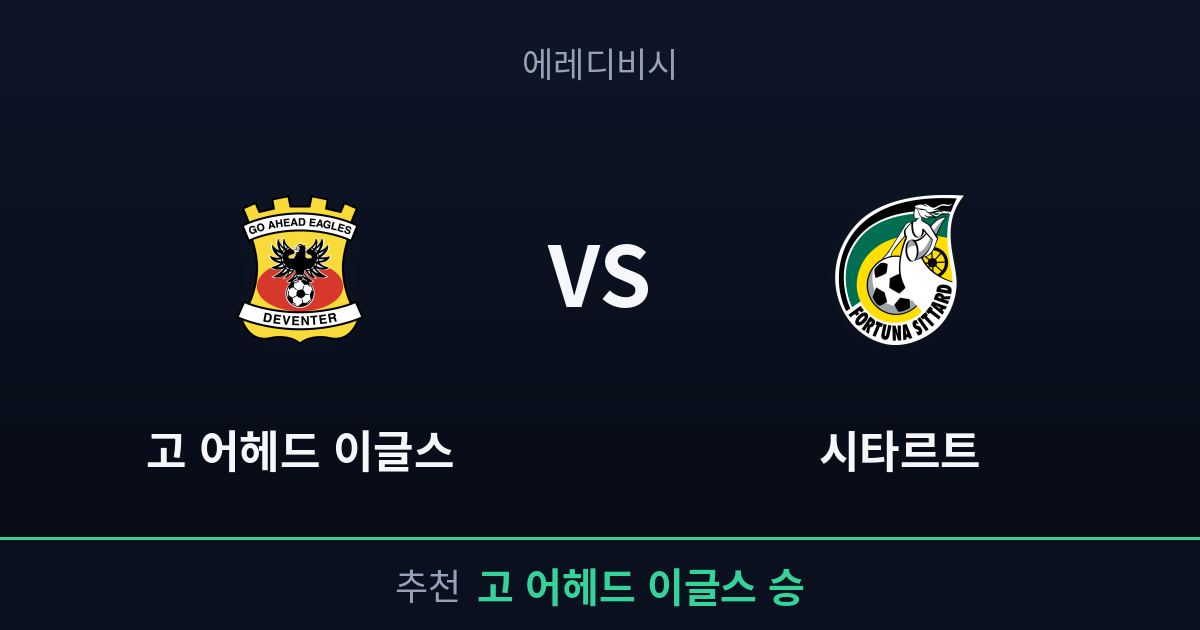 에레디비시
GO AHEAD EAGLES
DEVENTER
VS
FORTUNA SITTARD
고 어헤드 이글스
시타르트
추천 고 어헤드 이글스 승